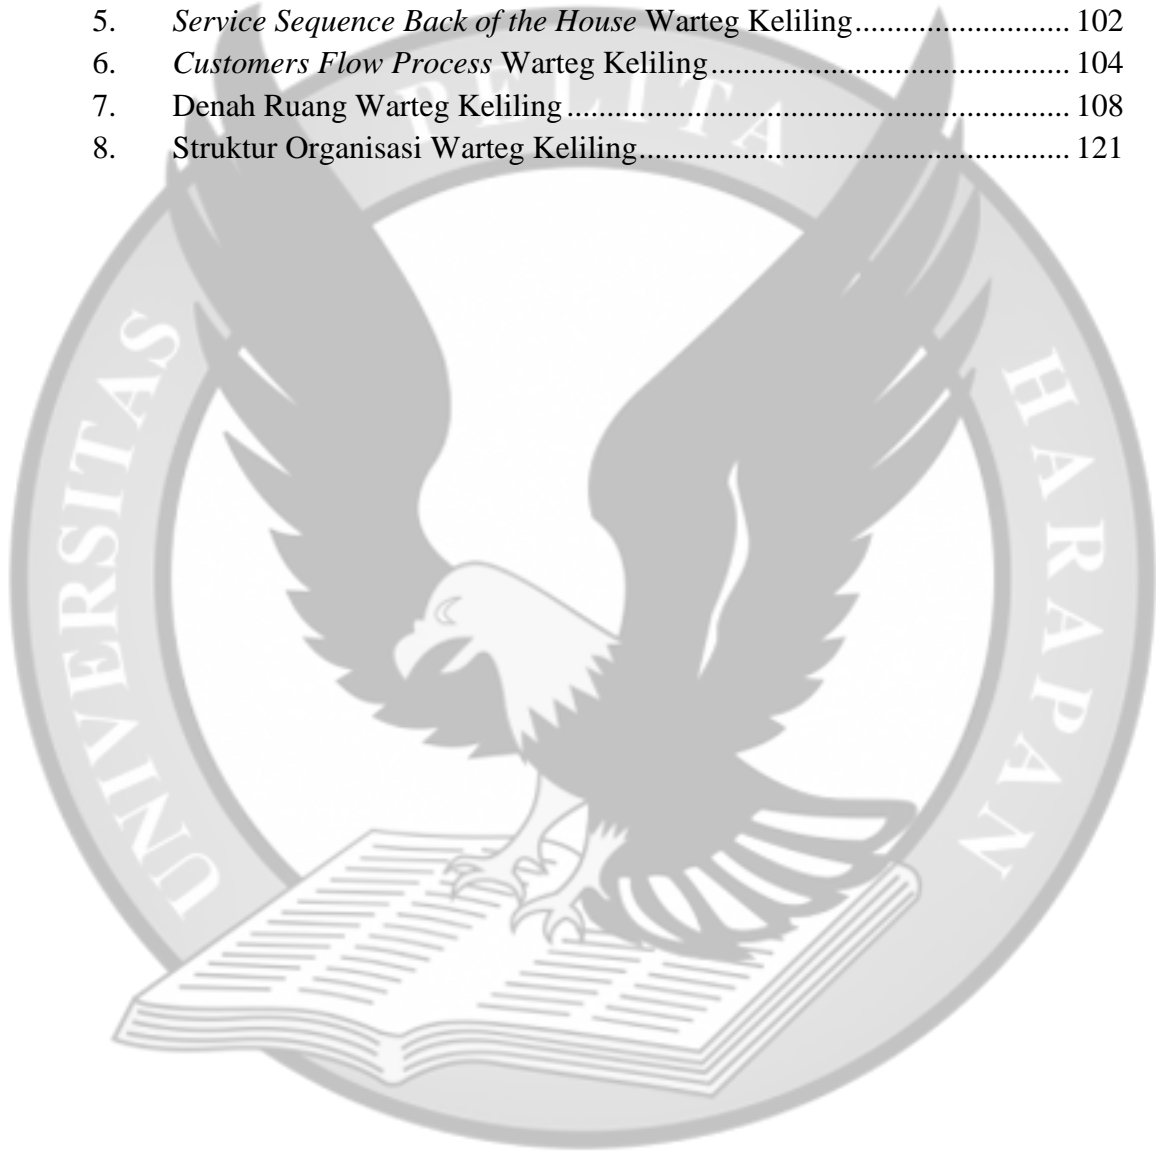 5. Service Sequence Back of the House Warteg Keliling.......................... 102
6. Customers Flow Process Warteg Keliling............................................ 104
7. Denah Ruang Warteg Keliling............................................................ 108
8. Struktur Organisasi Warteg Keliling.................................................... 121
UNIVERSITAS PELITA HARAPAN